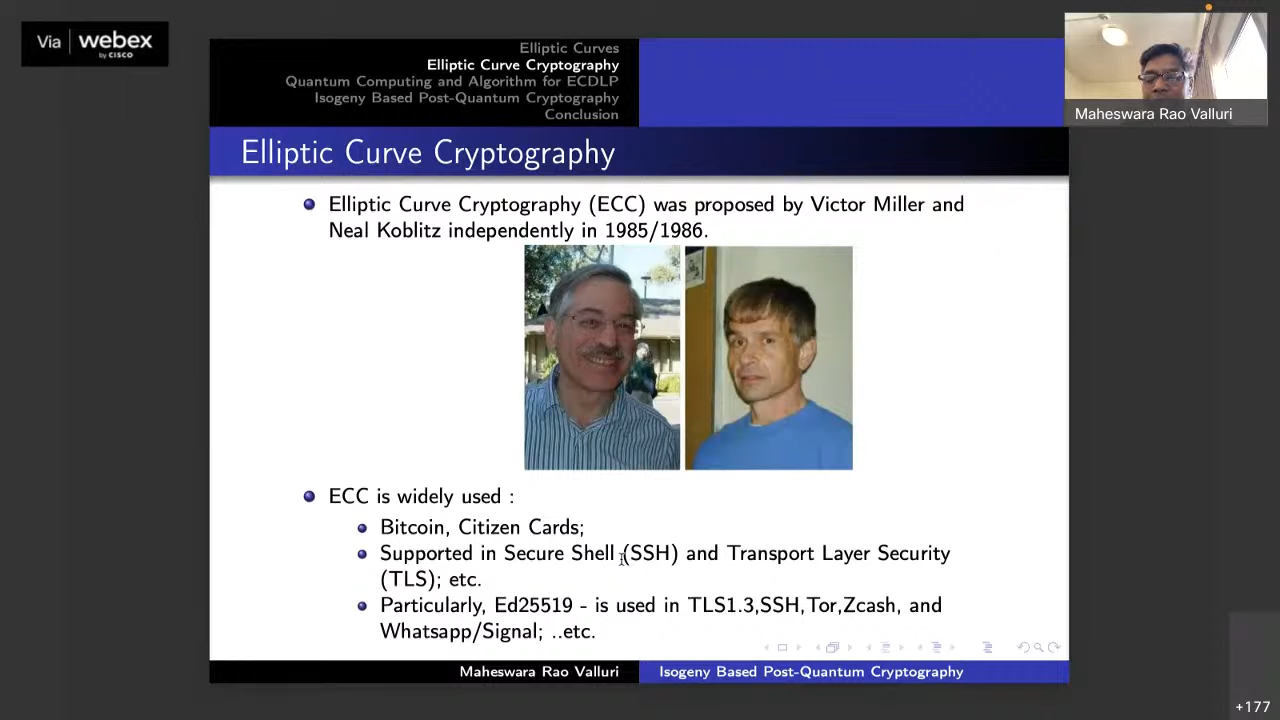 Via webex
by CISCO
Elliptic Curves
Elliptic Curve Cryptography
Quantum Computing and Algorithm for ECDLP
Isogeny Based Post-Quantum Cryptography
Conclusion
Maheswara Rao Valluri
Elliptic Curve Cryptography
Elliptic Curve Cryptography (ECC) was proposed by Victor Miller and
Neal Koblitz independently in 1985/1986.
ECC is widely used :
Bitcoin, Citizen Cards;
Supported in Secure Shell (SSH) and Transport Layer Security
(TLS); etc.
Particularly, Ed25519 - is used in TLS1.3,SSH,Tor,Zcash, and
Whatsapp/Signal; ..etc.
Maheswara Rao Valluri
Isogeny Based Post-Quantum Cryptography
+177